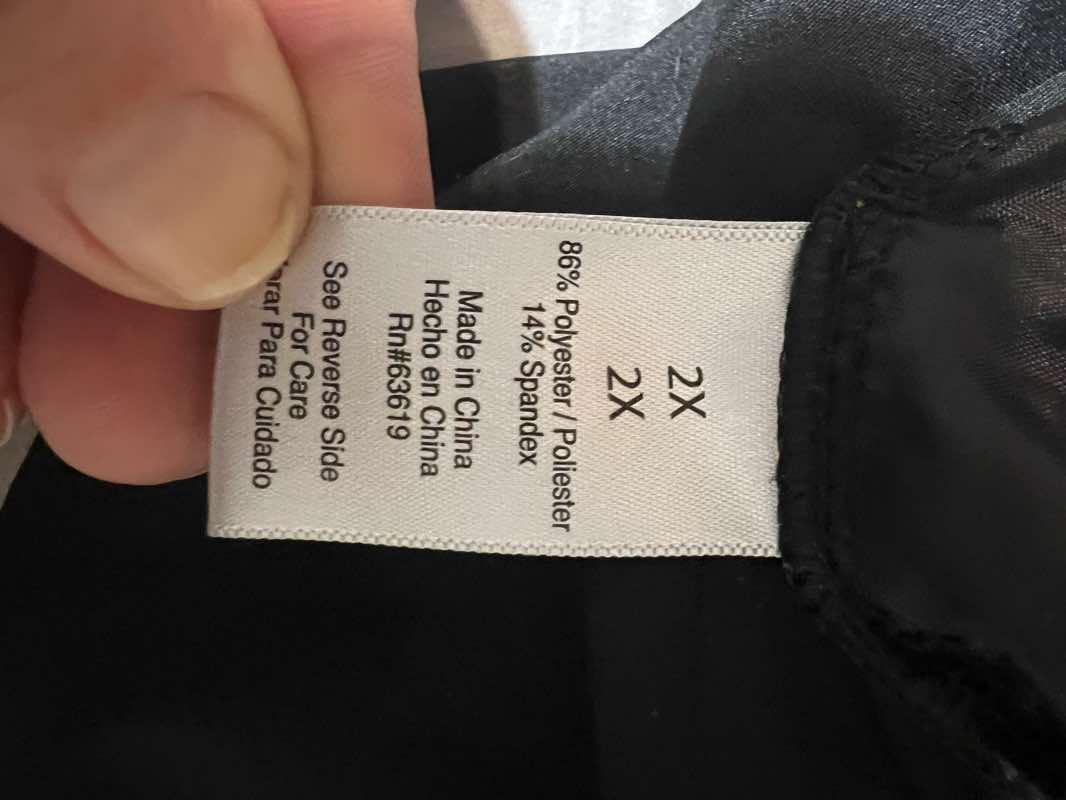 2X
2X
86% Polyester / Poliester
14% Spandex
Made in China
Hecho en China
Rn#63619
See Reverse Side
For Care
Para Cuidado